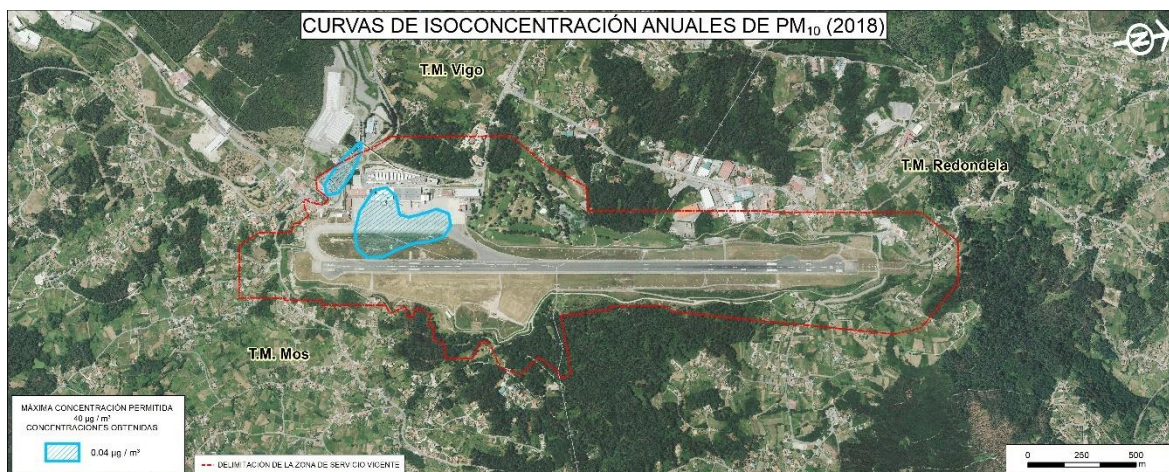 CURVAS DE ISOCONCENTRACIÓN ANUALES DE PM₁₀ (2018)
N
T.M. Vigo
T.M. Redondela
T.M. Mos
MÁXIMA CONCENTRACIÓN PERMITIDA
40 µg / m³
CONCENTRACIONES OBTENIDAS
0.04 µg / m³
DELIMITACIÓN DE LA ZONA DE SERVICIO VIGENTE
0 250 500
m